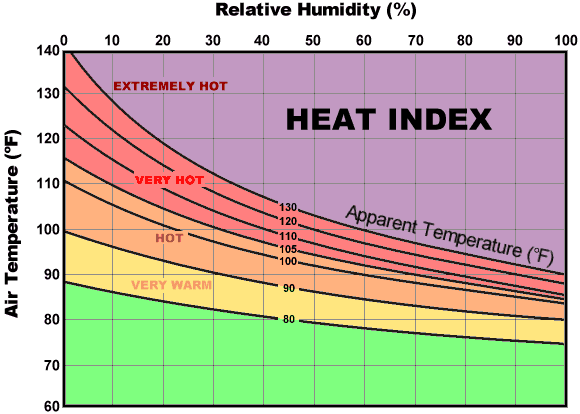 Relative Humidity (%)
0 10 20 30 40 50 60 70 80 90 100
Air Temperature (°F)
140
130
120
110
100
90
80
70
60
EXTREMELY HOT
HEAT INDEX
VERY HOT
Apparent Temperature (°F)
HOT
VERY WARM
130
120
110
105
100
90
80